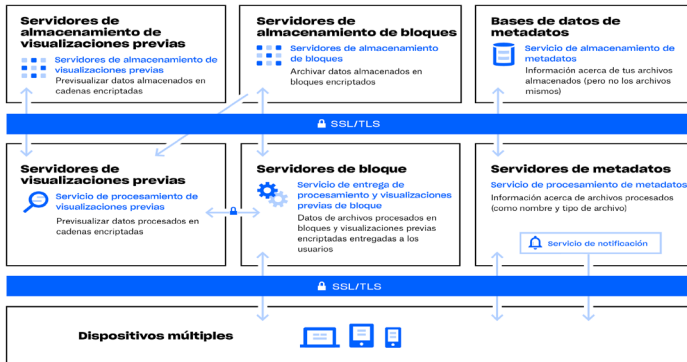 Servidores de
almacenamiento de
visualizaciones previas
Servidores de almacenamiento de
visualizaciones previas
Previsualizar datos almacenados en
cadenas encriptadas
Servidores de
almacenamiento de bloques
Servidores de almacenamiento
de bloques
Archivar datos almacenados en
bloques encriptados
Bases de datos de
metadatos
Servicio de almacenamiento de
metadatos
Información acerca de tus archivos
almacenados (pero no los archivos
mismos)
SSL/TLS
Servidores de
visualizaciones previas
Servicio de procesamiento de
visualizaciones previas
Previsualizar datos procesados en
cadenas encriptadas
Servidores de bloque
Servicio de entrega de
procesamiento y visualizaciones
previas de bloque
Datos de archivos procesados en
bloques y visualizaciones previas
encriptadas entregadas a los
usuarios
Servidores de metadatos
Servicio de procesamiento de metadatos
Información acerca de archivos procesados
(como nombre y tipo de archivo)
Servicio de notificación
SSL/TLS
Dispositivos múltiples